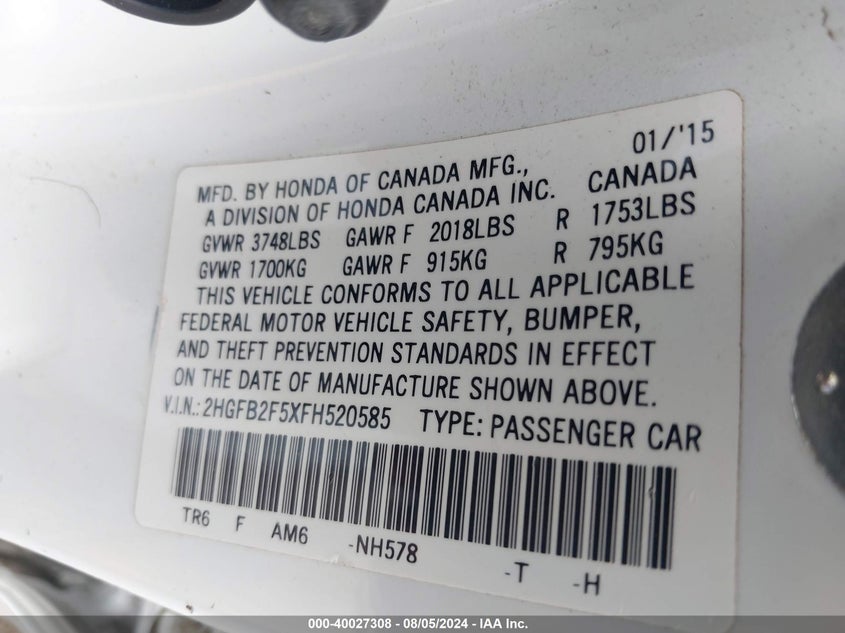 01/'15
MFD. BY HONDA OF CANADA MFG.,
A DIVISION OF HONDA CANADA INC. CANADA
GVWR 3748LBS GAWR F 2018LBS R 1753LBS
GVWR 1700KG GAWR F 915KG R 795KG
THIS VEHICLE CONFORMS TO ALL APPLICABLE
FEDERAL MOTOR VEHICLE SAFETY, BUMPER,
AND THEFT PREVENTION STANDARDS IN EFFECT
ON THE DATE OF MANUFACTURE SHOWN ABOVE.
V.I.N.: 2HGFB2F5XFH520585 TYPE: PASSENGER CAR
TR6 F AM6 -NH578 -T -H
000-40027308 - 08/05/2024 - IAA Inc.